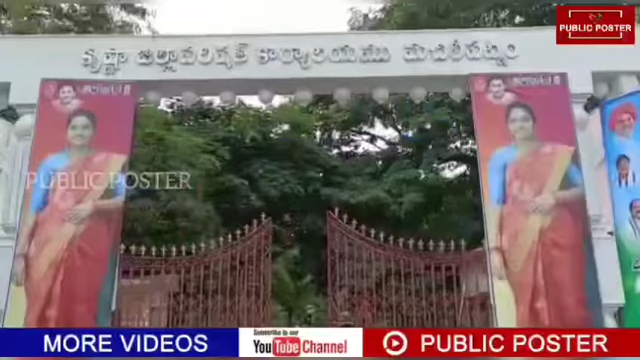 PUBLIC POSTER
కృష్ణా జిల్లాపరిషత్ కార్యాలయము మచిలీపట్నం
PUBLIC POSTER
MORE VIDEOS
Subscribe to our
YouTube Channel
PUBLIC POSTER